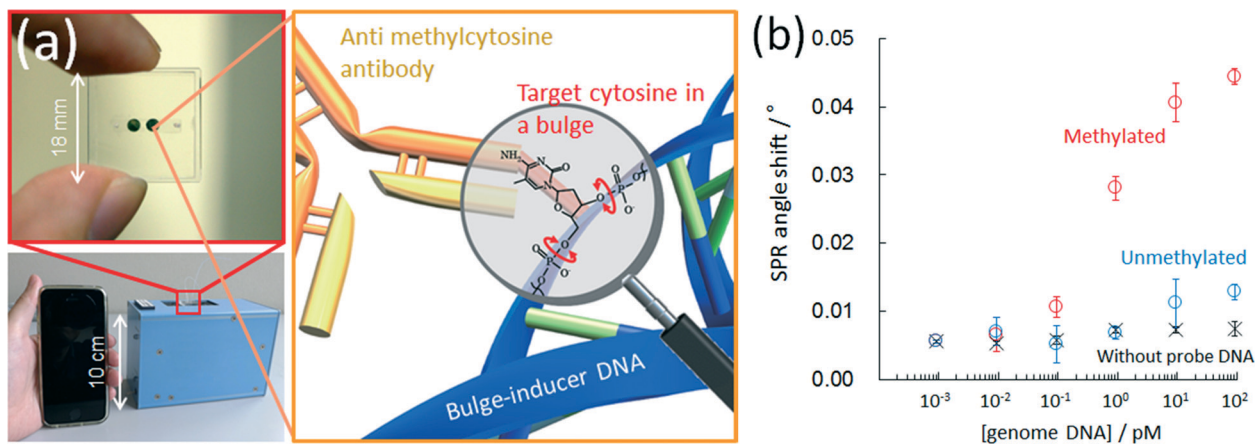 (a)
18 mm
10 cm
Anti methylcytosine
antibody
Target cytosine in
a bulge
NH₂
N
O
N
O
O
O
P
O
O⁻
O
O
P
O
O⁻
Bulge-inducer DNA
(b)
SPR angle shift / °
0.05
0.04
0.03
0.02
0.01
0.00
Methylated
Unmethylated
Without probe DNA
10⁻³ 10⁻² 10⁻¹ 10⁰ 10¹ 10²
[genome DNA] / pM